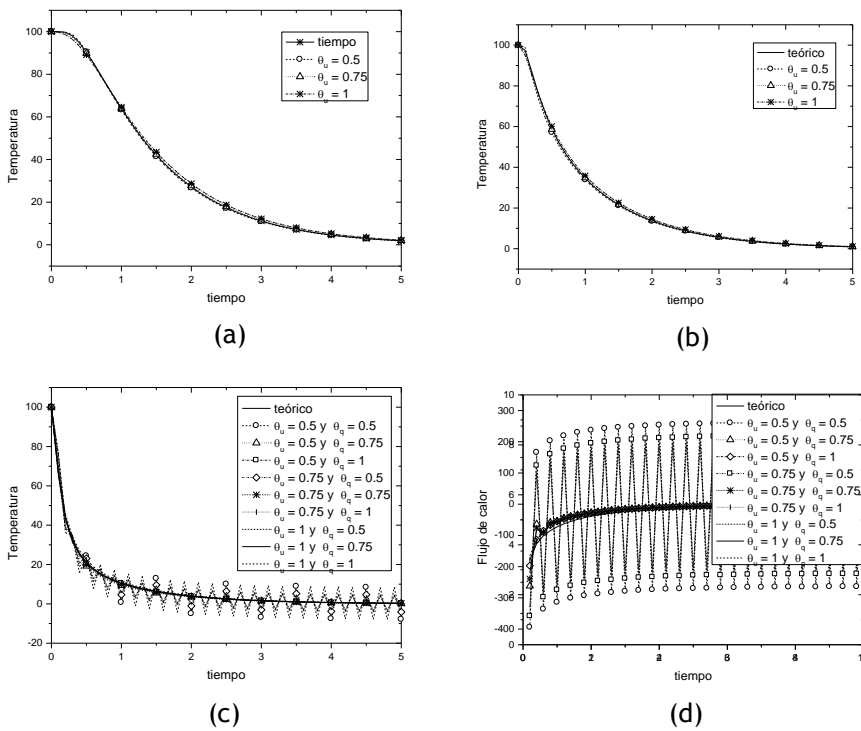 100
80
60
40
20
0
Temperatura
0 1 2 3 4 5
tiempo
tiempo
θu = 0.5
θu = 0.75
θu = 1
(a)
100
80
60
40
20
0
Temperatura
0 1 2 3 4 5
tiempo
teórico
θu = 0.5
θu = 0.75
θu = 1
(b)
100
80
60
40
20
0
-20
Temperatura
0 1 2 3 4 5
tiempo
teórico
θu = 0.5 y θq = 0.5
θu = 0.5 y θq = 0.75
θu = 0.5 y θq = 1
θu = 0.75 y θq = 0.5
θu = 0.75 y θq = 0.75
θu = 0.75 y θq = 1
θu = 1 y θq = 0.5
θu = 1 y θq = 0.75
θu = 1 y θq = 1
(c)
10
300
200
100
6
0
-100
4
-200
-300
2
-400
0
Flujo de calor
0
tiempo
teórico
θu = 0.5 y θq = 0.5
θu = 0.5 y θq = 0.75
θu = 0.5 y θq = 1
θu = 0.75 y θq = 0.5
θu = 0.75 y θq = 0.75
θu = 0.75 y θq = 1
θu = 1 y θq = 0.5
θu = 1 y θq = 0.75
θu = 1 y θq = 1
(d)